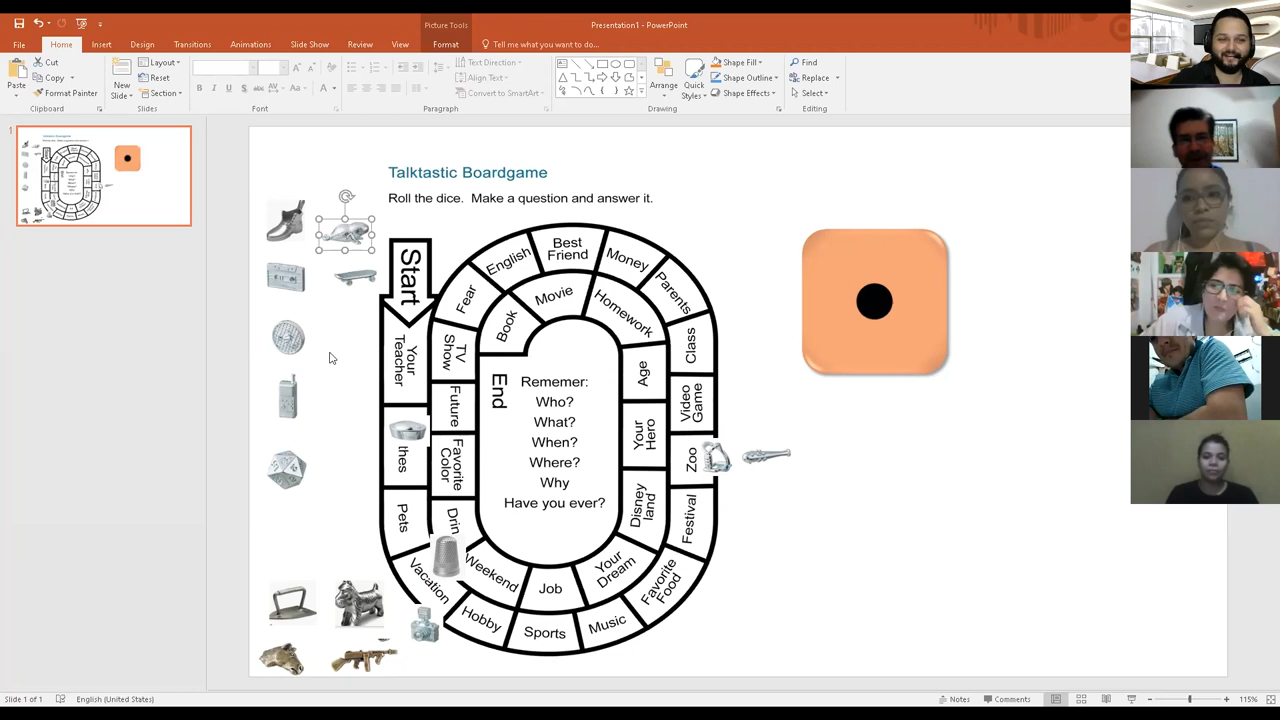 Picture Tools
Presentation1 - PowerPoint
File
Home
Insert
Design
Transitions
Animations
Slide Show
Review
View
Format
Tell me what you want to do...
Paste
Cut
Copy
Format Painter
Clipboard
New
Slide
Layout
Reset
Section
Slides
B I U S abc AV Aa A
Font
Text Direction
Align Text
Convert to SmartArt
Paragraph
Arrange
Quick
Styles
Shape Fill
Shape Outline
Shape Effects
Drawing
Find
Replace
Select
Editing
1
Talktastic Boardgame
Roll the dice. Make a question and answer it.
Start
Your
Teacher
thes
Pets
Vacation
Hobby
Sports
Music
Favorite
Food
Festival
Zoo
Video
Game
Class
Parents
Money
Best
Friend
English
Fear
TV
Show
Future
Favorite
Color
Drin
Weekend
Job
Your
Dream
Disney
land
Your
Hero
Age
Homework
Movie
Book
End
Rememer:
Who?
What?
When?
Where?
Why
Have you ever?
Slide 1 of 1
English (United States)
Notes
Comments
115%